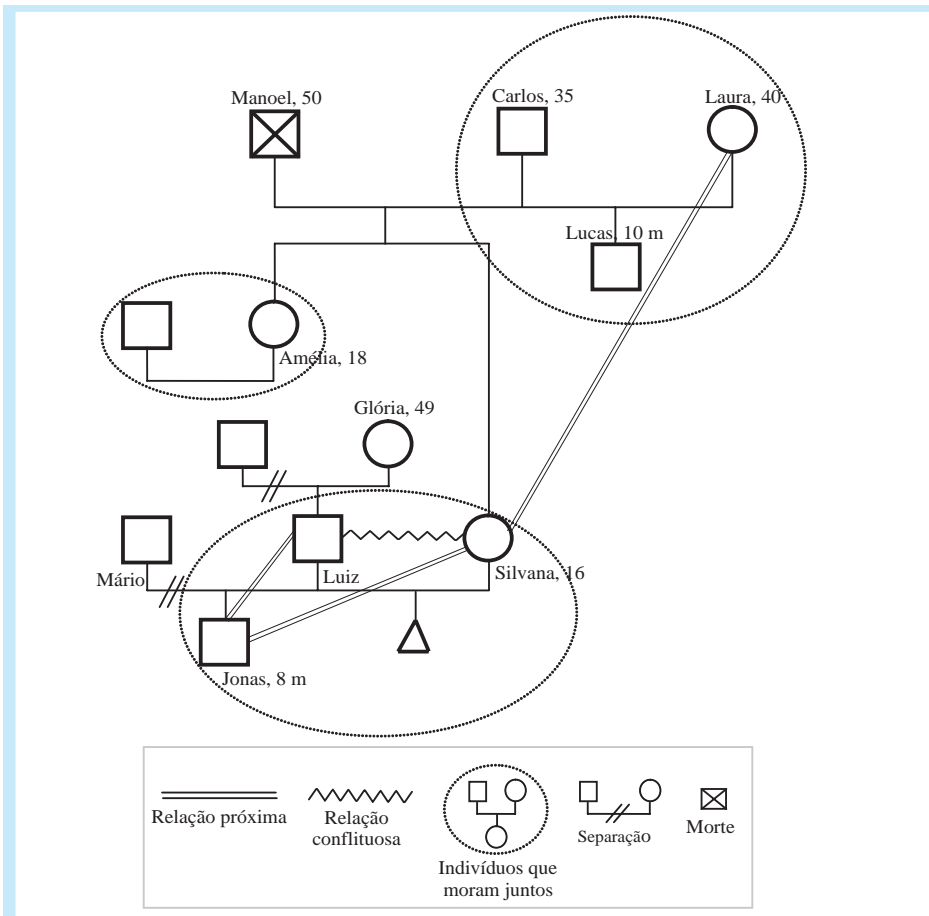 Manoel, 50
Carlos, 35
Laura, 40
Lucas, 10 m
Amélia, 18
Glória, 49
Mário
Luiz
Silvana, 16
Jonas, 8 m
Relação próxima
Relação
conflituosa
Indivíduos que
moram juntos
Separação
Morte